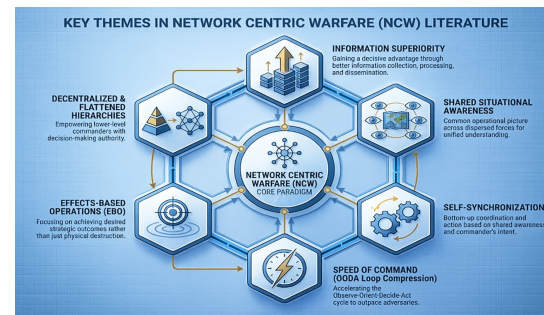 KEY THEMES IN NETWORK CENTRIC WARFARE (NCW) LITERATURE
INFORMATION SUPERIORITY
Gaining a decisive advantage through
better information collection, processing,
and dissemination.
DECENTRALIZED &
FLATTENED
HIERARCHIES
Empowering lower-level
commanders with
decision-making authority.
SHARED SITUATIONAL
AWARENESS
Common operational picture
across dispersed forces for
unified understanding.
NETWORK CENTRIC
WARFARE (NCW)
CORE PARADIGM
EFFECTS-BASED
OPERATIONS (EBO)
Focusing on achieving desired
strategic outcomes rather
than just physical destruction.
SELF-SYNCHRONIZATION
Bottom-up coordination and
action based on shared awareness
and commander's intent.
SPEED OF COMMAND
(OODA Loop Compression)
Accelerating the
Observe-Orient-Decide-Act
cycle to outpace adversaries.